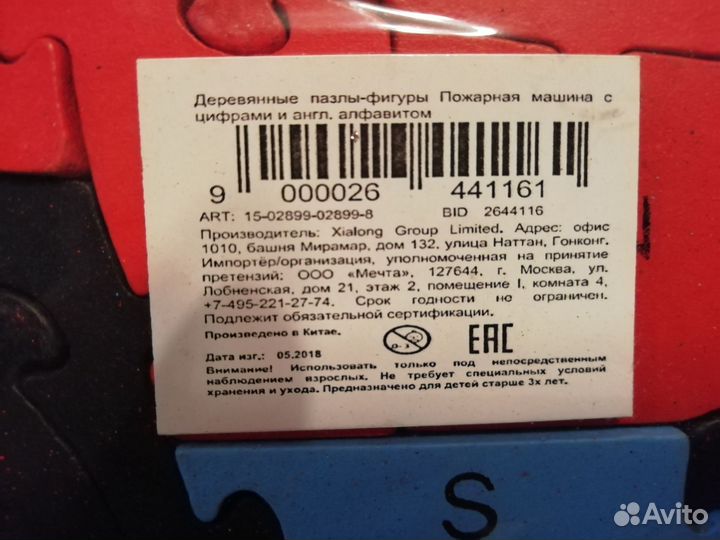 Деревянные пазлы-фигуры Пожарная машина с
цифрами и англ. алфавитом
9 000026 441161
ART: 15-02899-02899-8 BID 2644116
Производитель: Xialong Group Limited. Адрес: офис
1010, башня Мирамар, дом 132, улица Наттан, Гонконг.
Импортёр/организация, уполномоченная на принятие
претензий: ООО «Мечта», 127644, г. Москва, ул.
Лобненская, дом 21, этаж 2, помещение I, комната 4,
+7-495-221-27-74. Срок годности не ограничен.
Подлежит обязательной сертификации.
Произведено в Китае.
0-3
EAC
Дата изг.: 05.2018
Внимание! Использовать только под непосредственным
наблюдением взрослых. Не требует специальных условий
хранения и ухода. Предназначено для детей старше 3х лет.
S
Avito